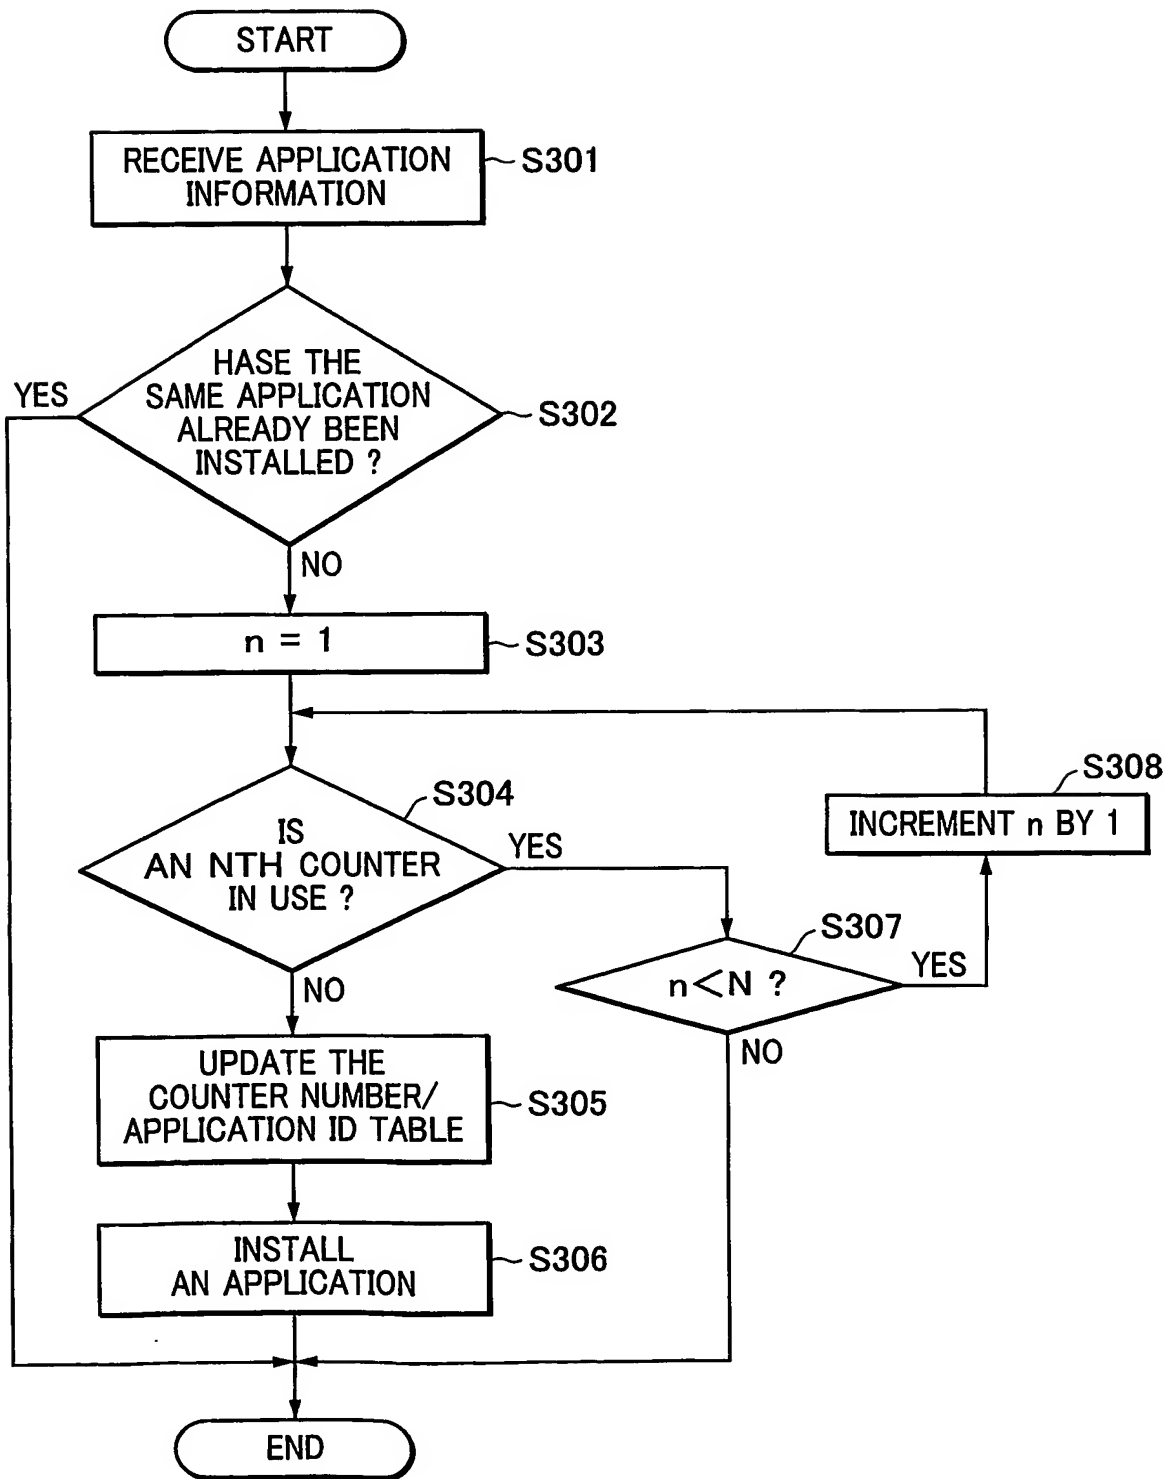 START
RECEIVE APPLICATION
INFORMATION
S301
HASE THE
SAME APPLICATION
ALREADY BEEN
INSTALLED ?
YES
S302
NO
n = 1
S303
S304
IS
AN NTH COUNTER
IN USE ?
YES
S308
INCREMENT n BY 1
S307
n<N ?
YES
NO
NO
UPDATE THE
COUNTER NUMBER/
APPLICATION ID TABLE
S305
INSTALL
AN APPLICATION
S306
END